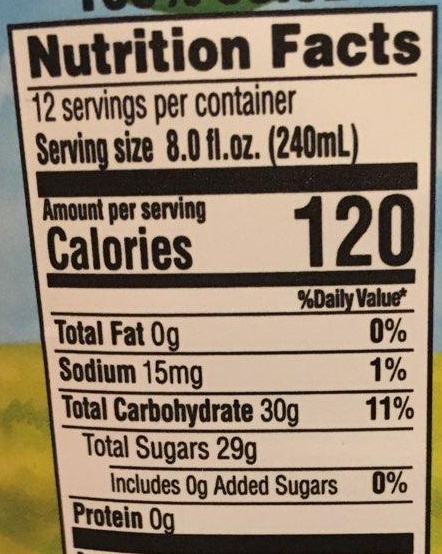 Nutrition Facts
12 servings per container
Serving size 8.0 fl.oz. (240mL)
Amount per serving
Calories 120
%Daily Value*
Total Fat 0g 0%
Sodium 15mg 1%
Total Carbohydrate 30g 11%
Total Sugars 29g
Includes 0g Added Sugars 0%
Protein 0g